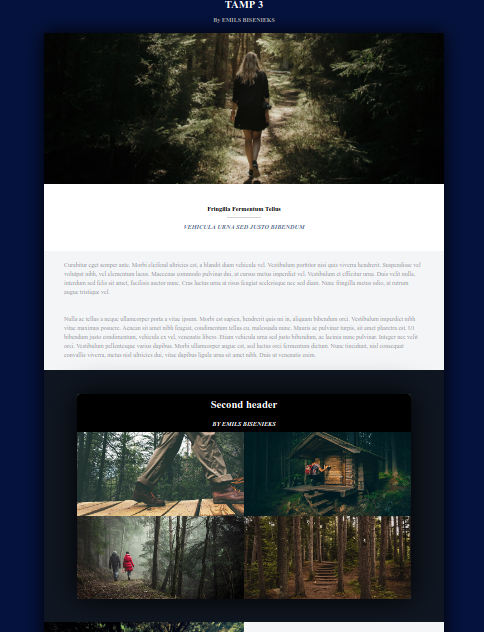 TAMP 3
By EMILS BISENIEKS
Fringilla Fermentum Tellus
VEHICULA URNA SED JUSTO BIBENDUM
Curabitur eget semper ante. Morbi eleifend ultricies est, a blandit diam vehicula vel. Vestibulum porttitor nisi quis viverra hendrerit. Suspendisse vel
volutpat nibh, vel elementum lacus. Maecenas commodo pulvinar dui, at cursus metus imperdiet vel. Vestibulum et efficitur urna. Duis velit nulla,
interdum sed felis sit amet, facilisis auctor nunc. Cras luctus urna at risus feugiat scelerisque nec sed diam. Nunc fringilla metus odio, at rutrum
augue tristique vel.
Nulla ac tellus a neque ullamcorper porta a vitae ipsum. Morbi est sapien, hendrerit quis mi in, aliquam bibendum orci. Vestibulum imperdiet nibh
vitae maximus posuere. Aenean sit amet nibh feugiat, condimentum tellus eu, malesuada nunc. Mauris ac pulvinar turpis, sit amet pharetra est. Ut
bibendum justo condimentum, vehicula ex vel, venenatis libero. Etiam vehicula urna sed justo bibendum, ac lacinia nunc pulvinar. Integer nec velit
orci. Vestibulum pellentesque varius dapibus. Morbi ullamcorper augue est, sed luctus orci fermentum dictum. Nunc tincidunt, nisl consequat
convallis viverra, metus nisl ultricies dui, vitae dapibus ligula urna sit amet nibh. Duis ut venenatis enim.
Second header
BY EMILS BISENIEKS